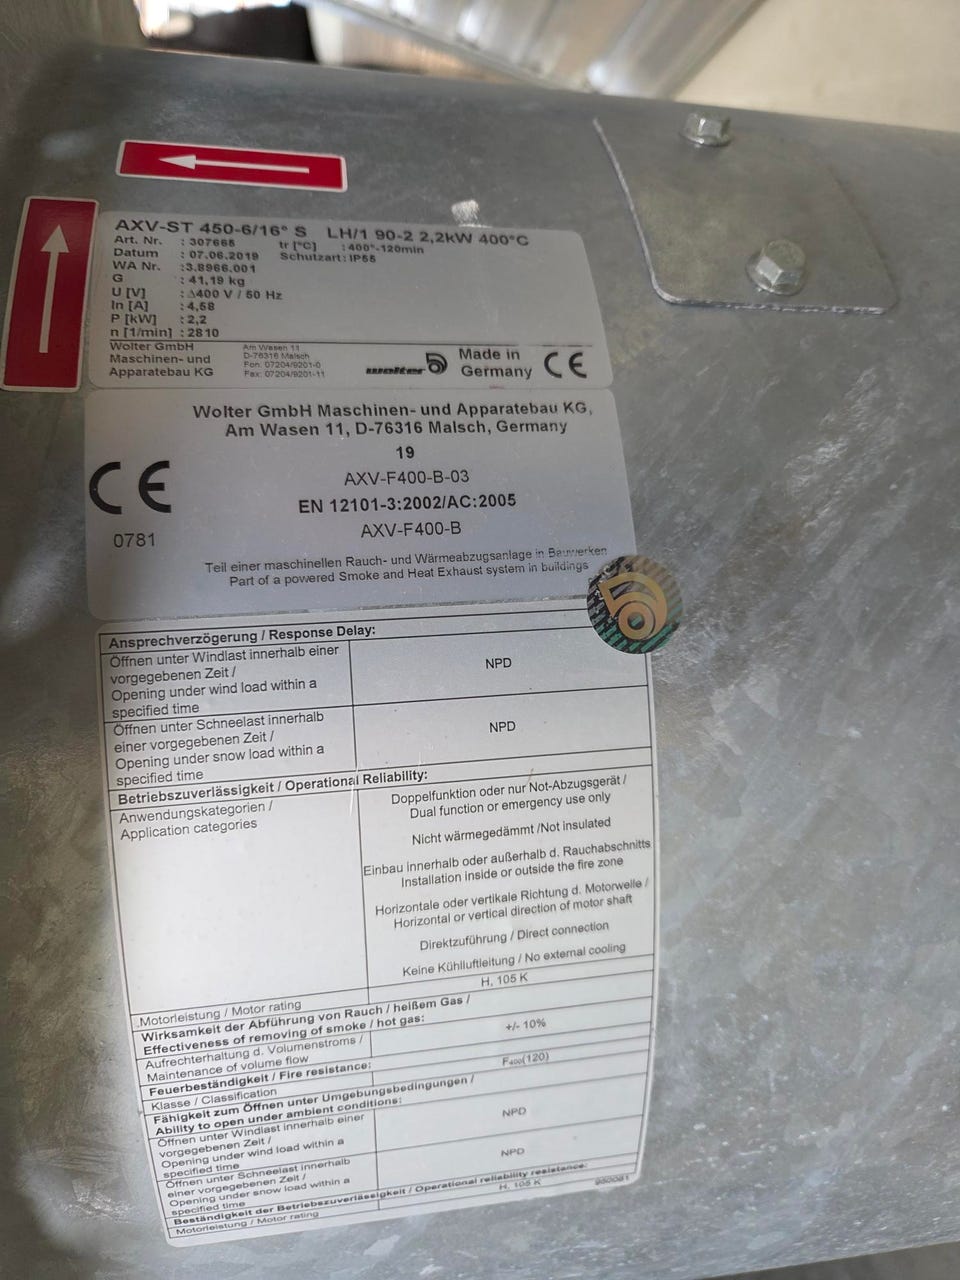 AXV-ST 450-6/16° S LH/1 90-2 2,2kW 400°C
Art. Nr. : 307665 tr [°C] : 400°-120min
Datum : 07.06.2019 Schutzart: IP55
WA Nr. : 3.8966.001
G : 41,19 kg
U [V] : Δ400 V / 50 Hz
In [A] : 4,58
P [kW] : 2,2
n [1/min] : 2810
Wolter GmbH
Maschinen- und
Apparatebau KG
Am Wasen 11
D-76316 Malsch
Fon: 07204/9201-0
Fax: 07204/9201-11
wolter
Made in
Germany
CE
Wolter GmbH Maschinen- und Apparatebau KG,
Am Wasen 11, D-76316 Malsch, Germany
19
AXV-F400-B-03
CE
EN 12101-3:2002/AC:2005
0781
AXV-F400-B
Teil einer maschinellen Rauch- und Wärmeabzugsanlage in Bauwerken
Part of a powered Smoke and Heat Exhaust system in buildings
Ansprechverzögerung / Response Delay:
Öffnen unter Windlast innerhalb einer
vorgegebenen Zeit /
Opening under wind load within a
specified time
NPD
Öffnen unter Schneelast innerhalb
einer vorgegebenen Zeit /
Opening under snow load within a
specified time
NPD
Betriebszuverlässigkeit / Operational Reliability:
Anwendungskategorien /
Application categories
Doppelfunktion oder nur Not-Abzugsgerät /
Dual function or emergency use only
Nicht wärmegedämmt /Not insulated
Einbau innerhalb oder außerhalb d. Rauchabschnitts
Installation inside or outside the fire zone
Horizontale oder vertikale Richtung d. Motorwelle /
Horizontal or vertical direction of motor shaft
Direktzuführung / Direct connection
Keine Kühlluftleitung / No external cooling
Motorleistung / Motor rating
H, 105 K
Wirksamkeit der Abführung von Rauch / heißem Gas /
Effectiveness of removing of smoke / hot gas:
Aufrechterhaltung d. Volumenstroms /
Maintenance of volume flow
+/- 10%
Feuerbeständigkeit / Fire resistance:
Klasse / Classification
F400(120)
Fähigkeit zum Öffnen unter Umgebungsbedingungen /
Ability to open under ambient conditions:
Öffnen unter Windlast innerhalb einer
vorgegebenen Zeit /
Opening under wind load within a
specified time
NPD
Öffnen unter Schneelast innerhalb
einer vorgegebenen Zeit /
Opening under snow load within a
specified time
NPD
Beständigkeit der Betriebszuverlässigkeit / Operational reliability resistance:
Motorleistung / Motor rating
H, 105 K